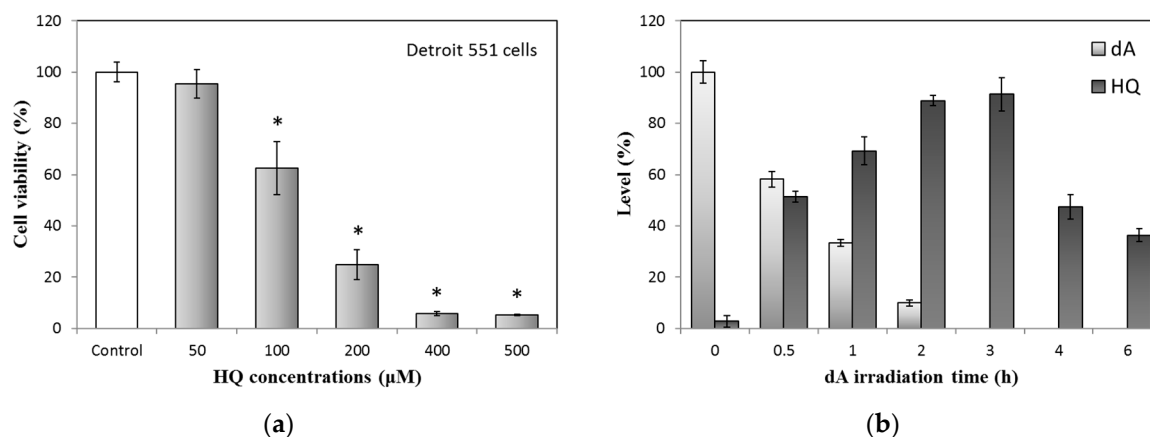 120
100
80
60
40
20
0
Cell viability (%)
Detroit 551 cells
*
*
*
*
Control 50 100 200 400 500
HQ concentrations (µM)
(a)
120
100
80
60
40
20
0
Level (%)
dA
HQ
0 0.5 1 2 3 4 6
dA irradiation time (h)
(b)